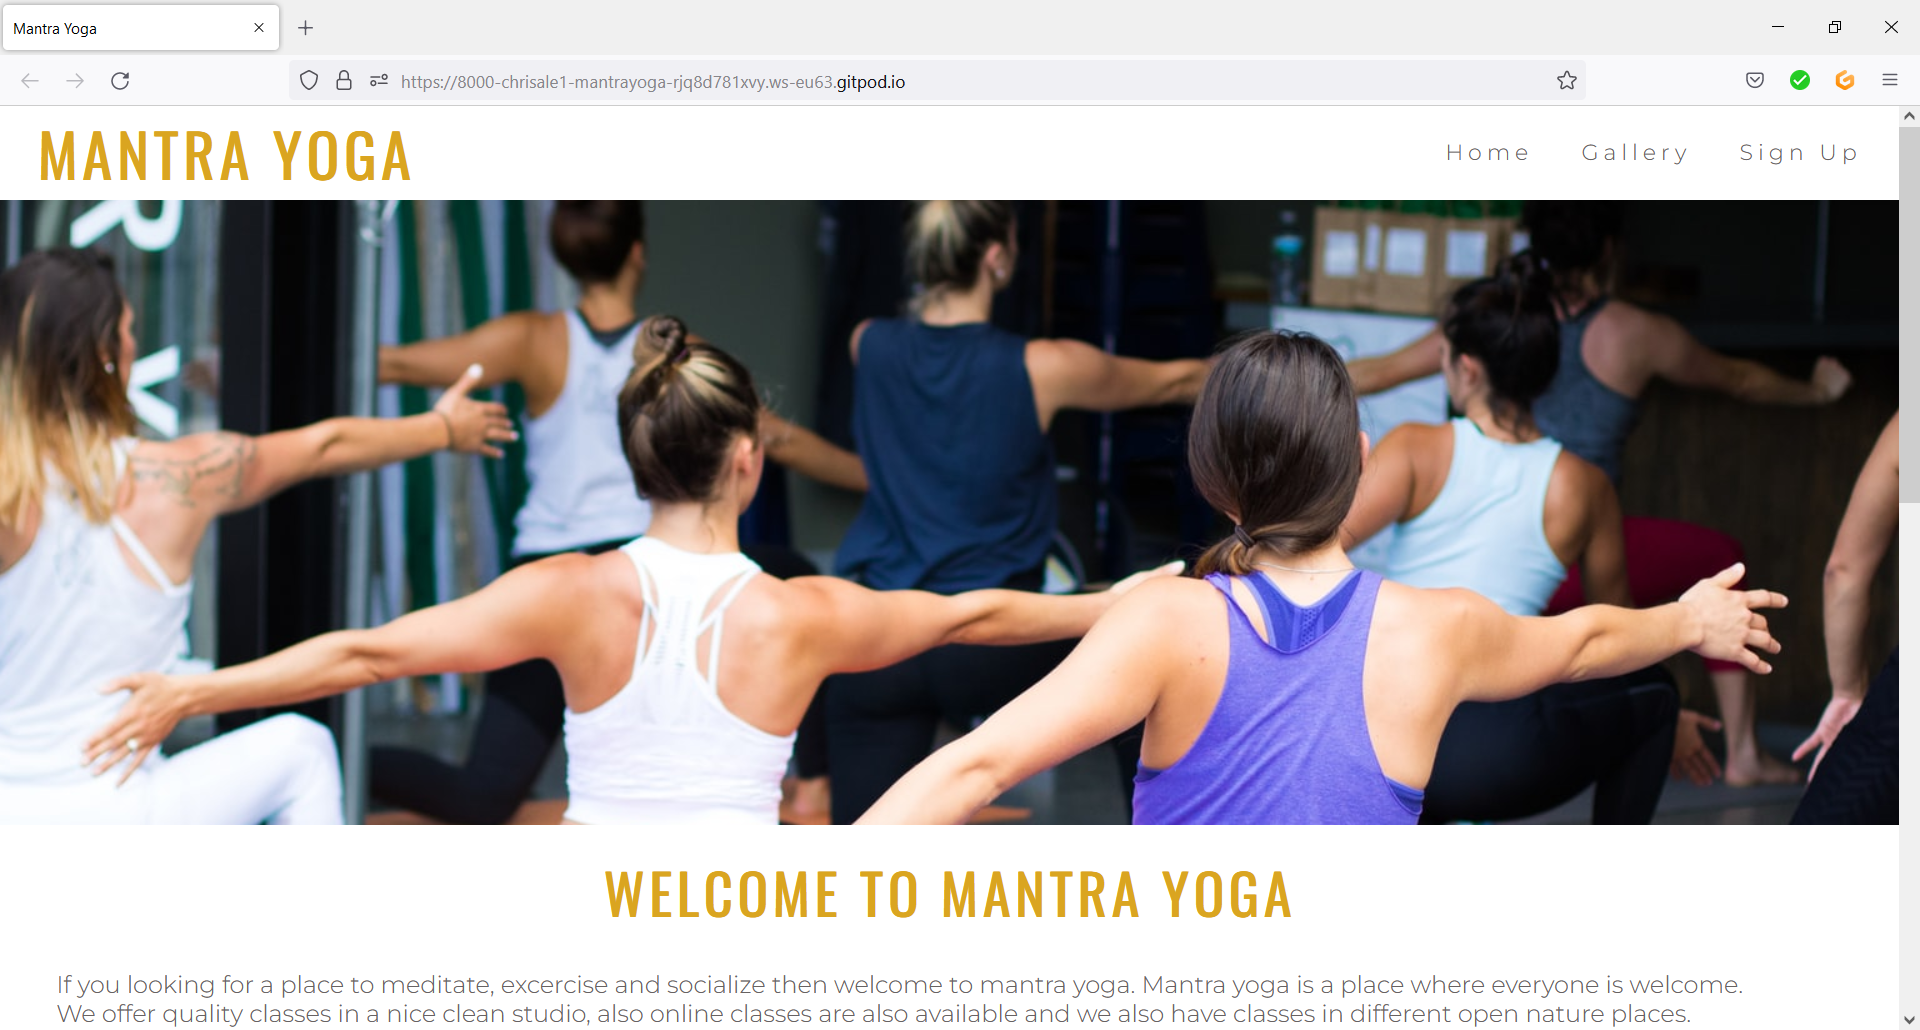 Mantra Yoga
https://8000-chrisale1-mantrayoga-rjq8d781xvy.ws-eu63.gitpod.io
MANTRA YOGA
Home Gallery Sign Up
WELCOME TO MANTRA YOGA
If you looking for a place to meditate, excercise and socialize then welcome to mantra yoga. Mantra yoga is a place where everyone is welcome.
We offer quality classes in a nice clean studio, also online classes are also available and we also have classes in different open nature places.